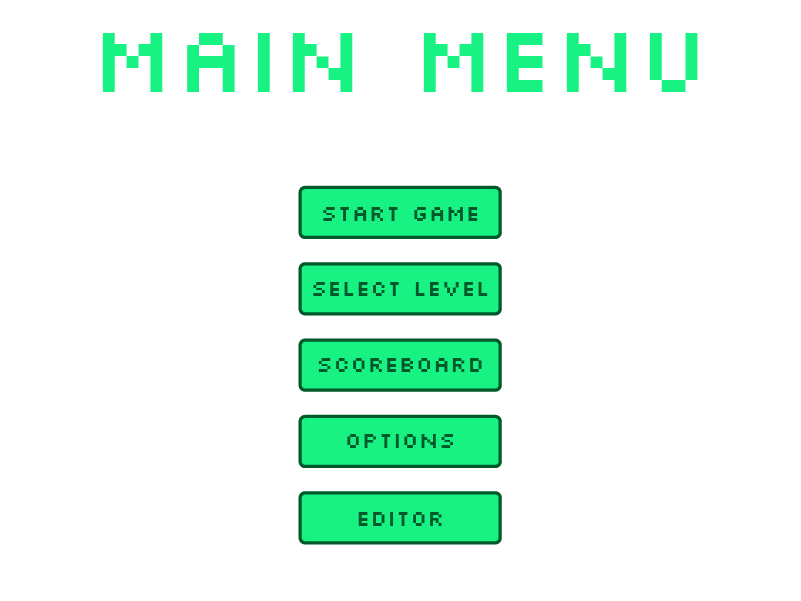 MAIN MENU
START GAME
SELECT LEVEL
SCOREBOARD
OPTIONS
EDITOR